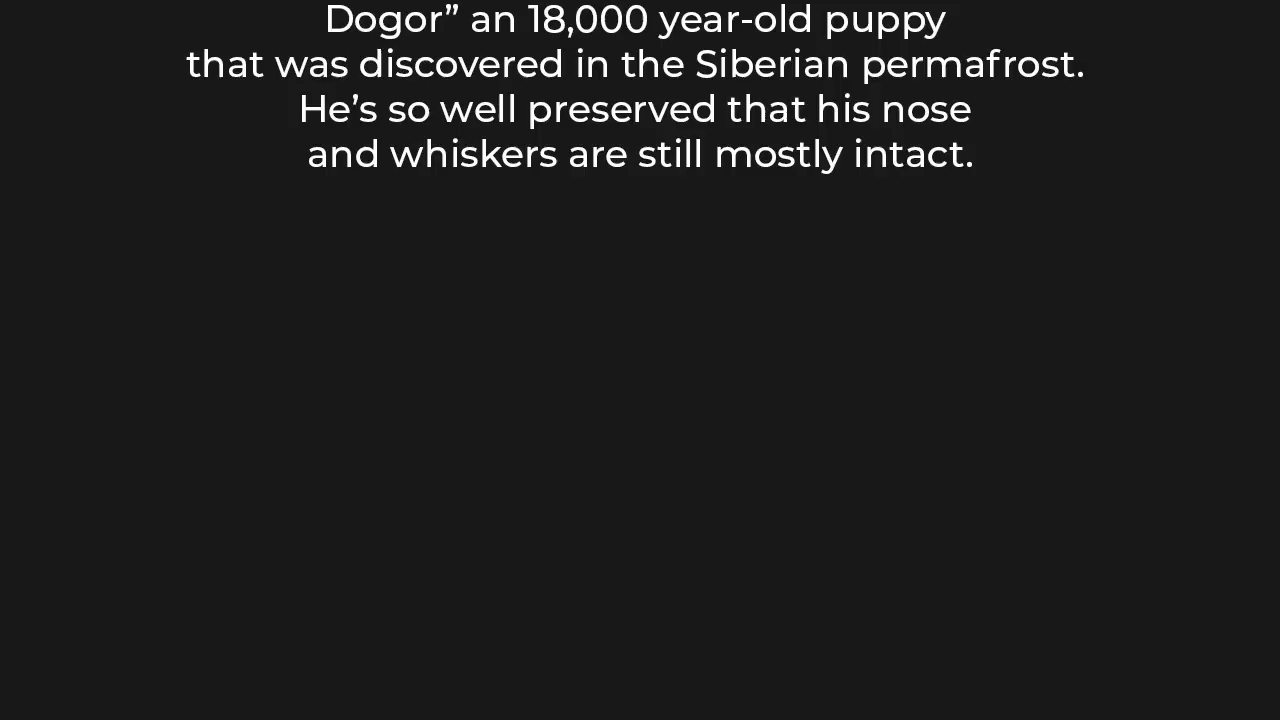 Dogor” an 18,000 year-old puppy
that was discovered in the Siberian permafrost.
He’s so well preserved that his nose
and whiskers are still mostly intact.